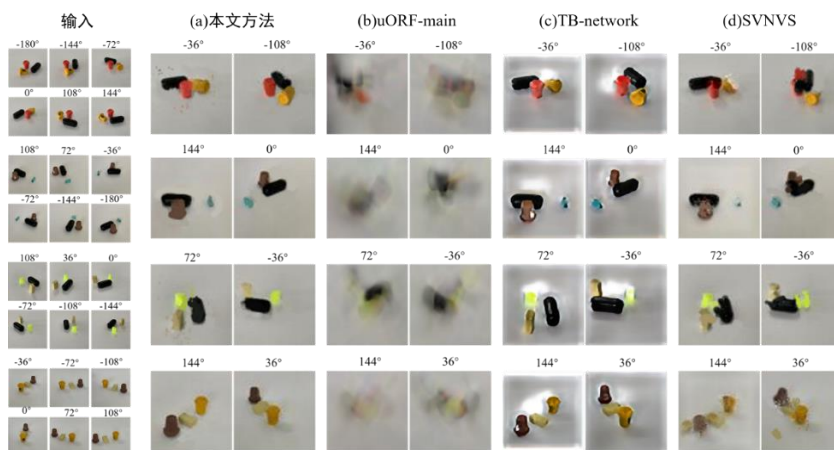 输入 (a)本文方法 (b)uORF-main (c)TB-network (d)SVNVS
-180° -144° -72° -36° -108° -36° -108° -36° -108° -36° -108°
0° 108° 144°
108° 72° -36° 144° 0° 144° 0° 144° 0° 144° 0°
-72° -144° -180°
108° 36° 0° 72° -36° 72° -36° 72° -36° 72° -36°
-72° -108° -144°
-36° -72° -108° 144° 36° 144° 36° 144° 36° 144° 36°
0° 72° 108°